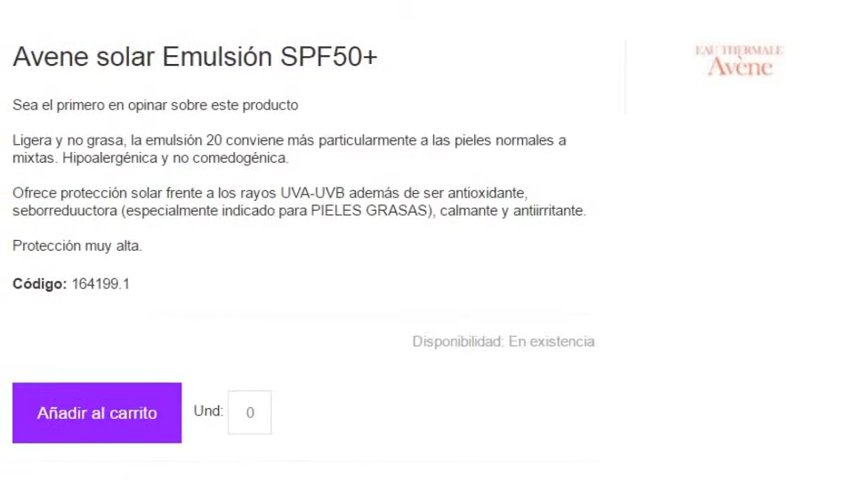 Avene solar Emulsión SPF50+
EAU THERMALE
Avène
Sea el primero en opinar sobre este producto
Ligera y no grasa, la emulsión 20 conviene más particularmente a las pieles normales a
mixtas. Hipoalergénica y no comedogénica.
Ofrece protección solar frente a los rayos UVA-UVB además de ser antioxidante,
seborreduuctora (especialmente indicado para PIELES GRASAS), calmante y antiirritante.
Protección muy alta.
Código: 164199.1
Disponibilidad: En existencia
Añadir al carrito
Und: 0